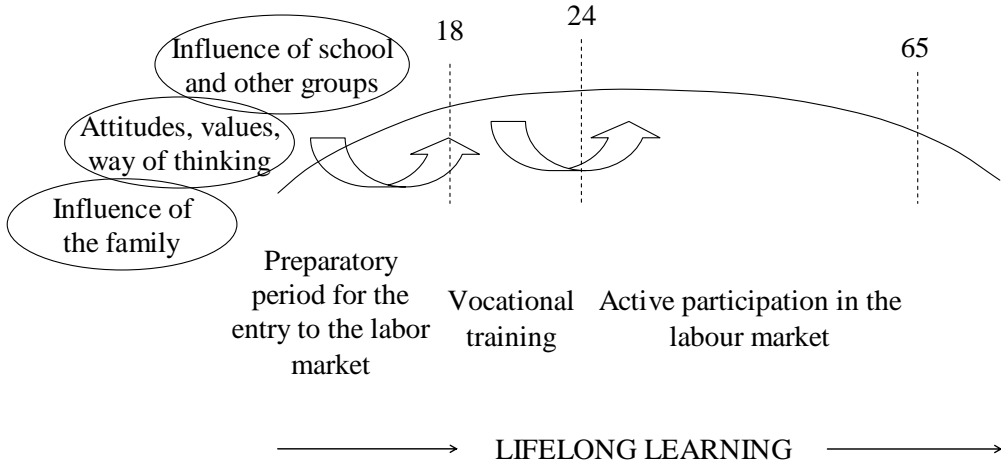 Influence of school
and other groups
18
24
65
Attitudes, values,
way of thinking
Influence of
the family
Preparatory
period for the
entry to the labor
market
Vocational
training
Active participation in the
labour market
LIFELONG LEARNING